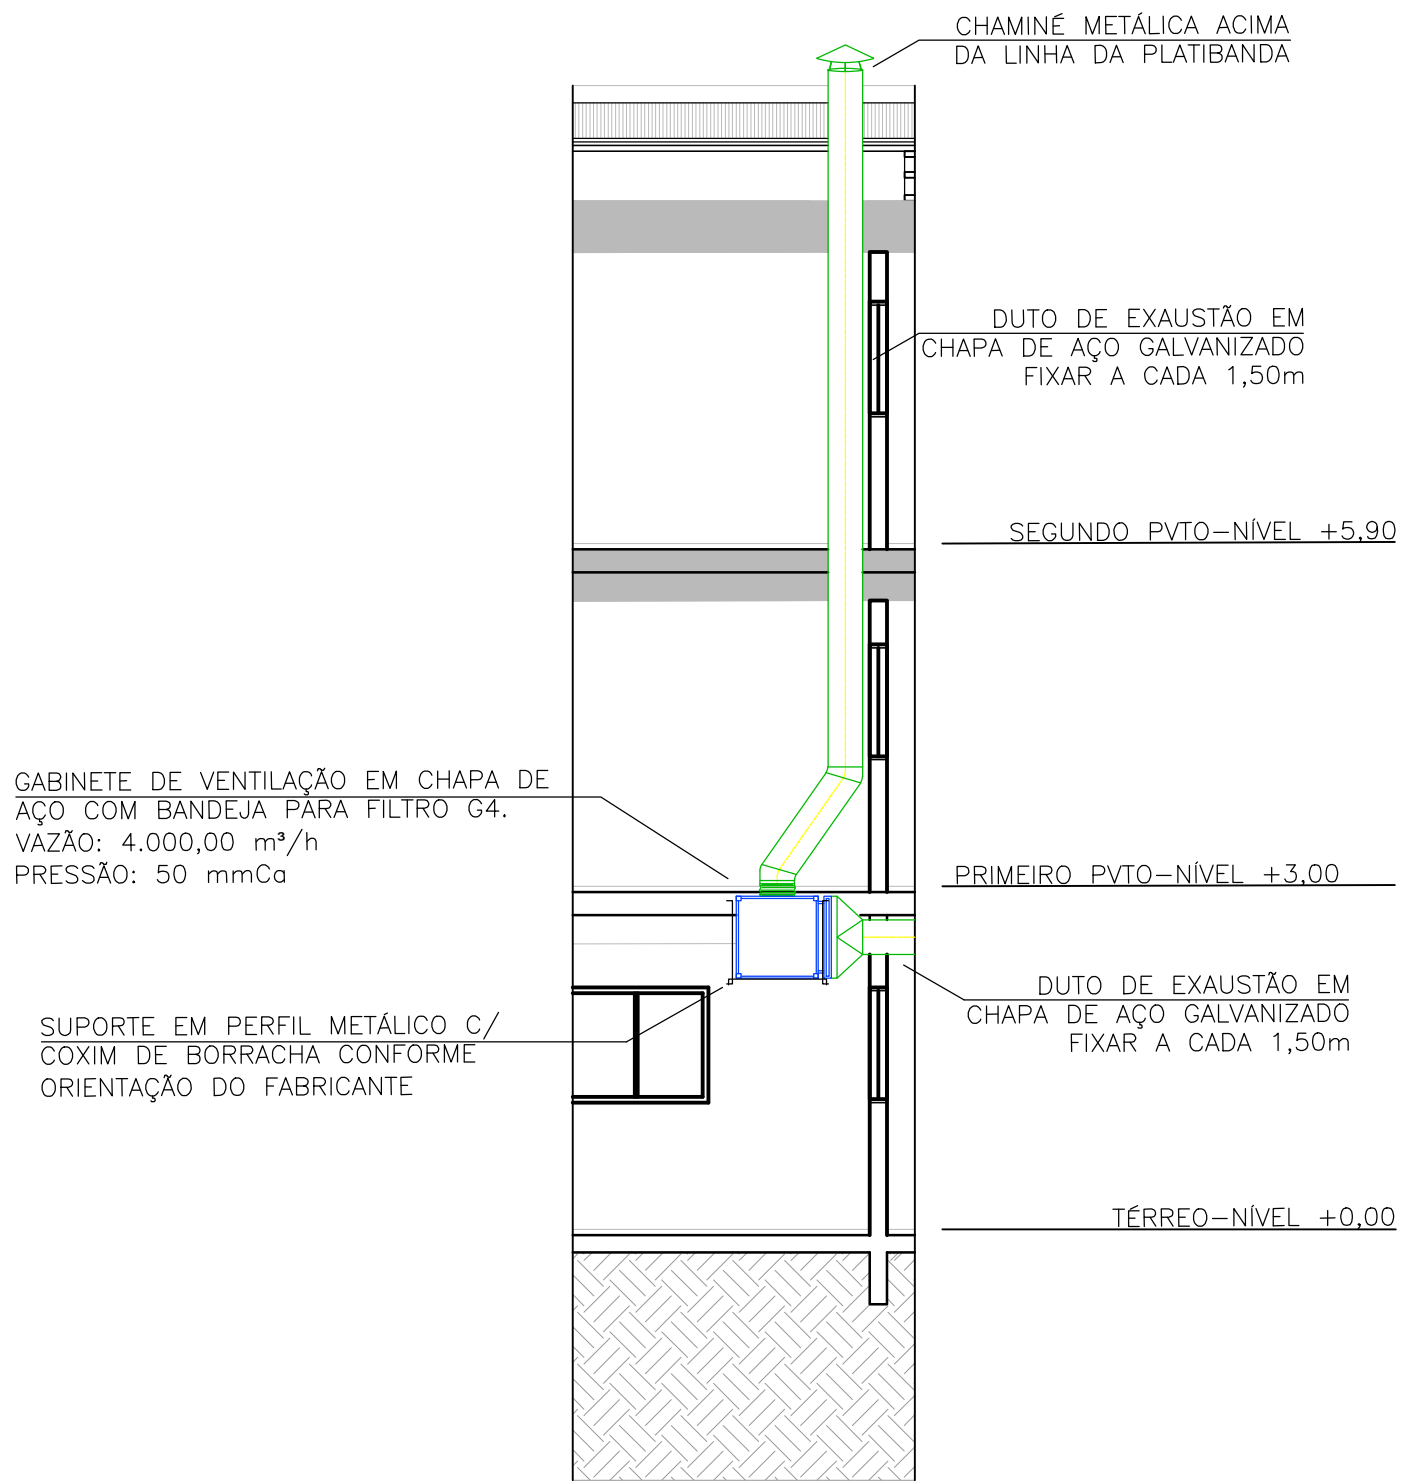 CHAMINÉ METÁLICA ACIMA
DA LINHA DA PLATIBANDA
DUTO DE EXAUSTÃO EM
CHAPA DE AÇO GALVANIZADO
FIXAR A CADA 1,50m
SEGUNDO PVTO-NÍVEL +5,90
GABINETE DE VENTILAÇÃO EM CHAPA DE
AÇO COM BANDEJA PARA FILTRO G4.
VAZÃO: 4.000,00 m³/h
PRESSÃO: 50 mmCa
PRIMEIRO PVTO-NÍVEL +3,00
DUTO DE EXAUSTÃO EM
CHAPA DE AÇO GALVANIZADO
FIXAR A CADA 1,50m
SUPORTE EM PERFIL METÁLICO C/
COXIM DE BORRACHA CONFORME
ORIENTAÇÃO DO FABRICANTE
TÉRREO-NÍVEL +0,00